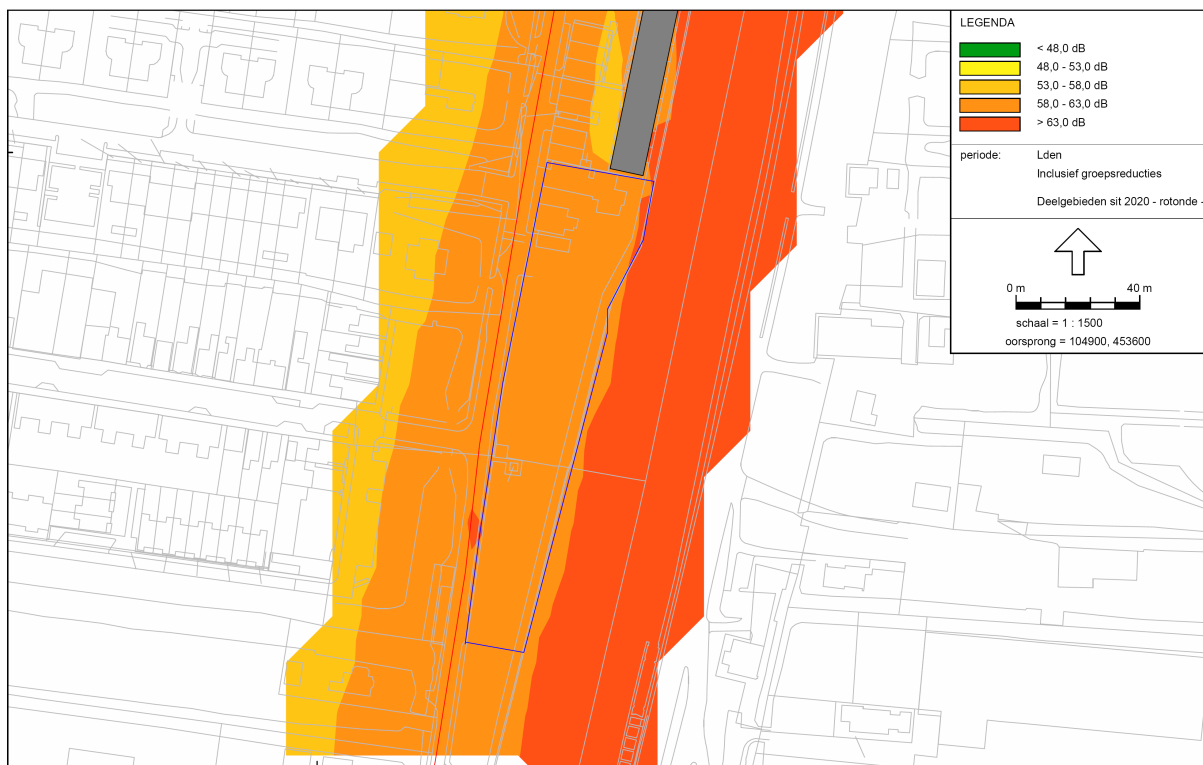 LEGENDA
< 48,0 dB
48,0 - 53,0 dB
53,0 - 58,0 dB
58,0 - 63,0 dB
> 63,0 dB
periode: Lden
Inclusief groepsreducties
Deelgebieden sit 2020 - rotonde -
0 m 40 m
schaal = 1 : 1500
oorsprong = 104900, 453600